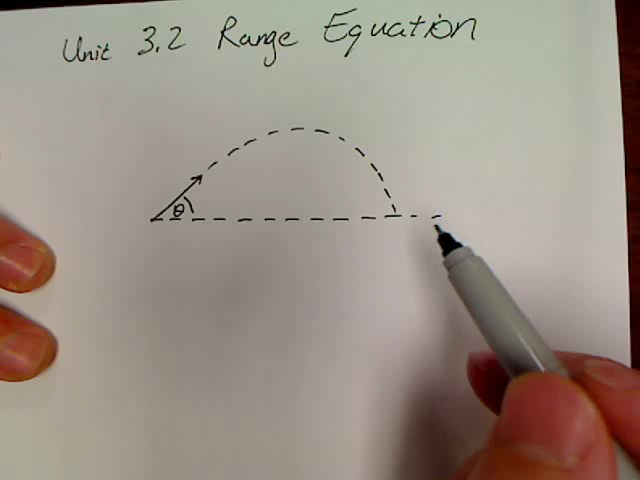 Unit 3.2 Range Equation
θ